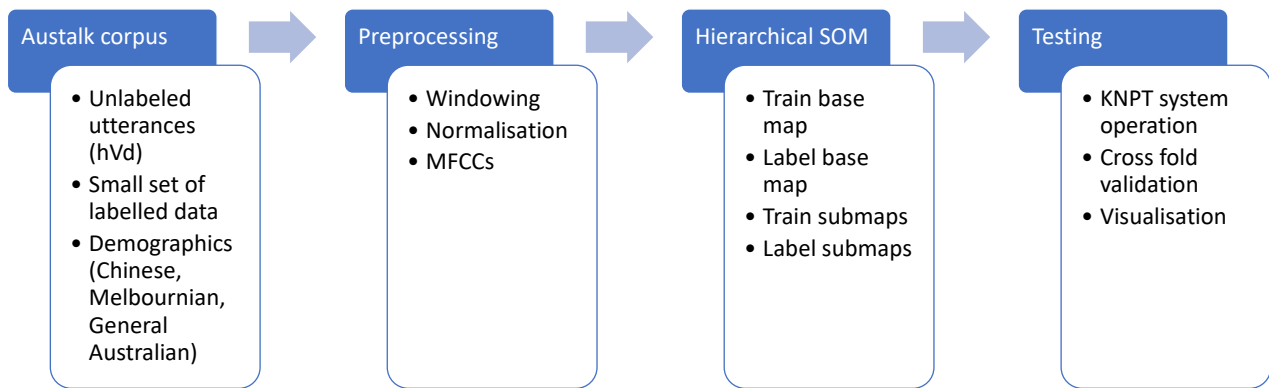 Austalk corpus
• Unlabeled
utterances
(hVd)
• Small set of
labelled data
• Demographics
(Chinese,
Melbournian,
General
Australian)
Preprocessing
• Windowing
• Normalisation
• MFCCs
Hierarchical SOM
• Train base
map
• Label base
map
• Train submaps
• Label submaps
Testing
• KNPT system
operation
• Cross fold
validation
• Visualisation